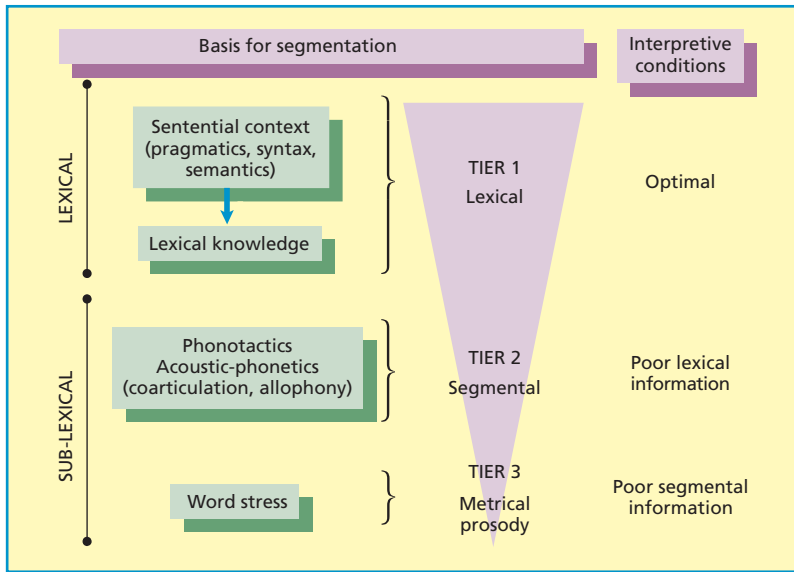 Basis for segmentation
Interpretive
conditions
LEXICAL
Sentential context
(pragmatics, syntax,
semantics)
Lexical knowledge
TIER 1
Lexical
Optimal
SUB-LEXICAL
Phonotactics
Acoustic-phonetics
(coarticulation, allophony)
TIER 2
Segmental
Poor lexical
information
Word stress
TIER 3
Metrical
prosody
Poor segmental
information